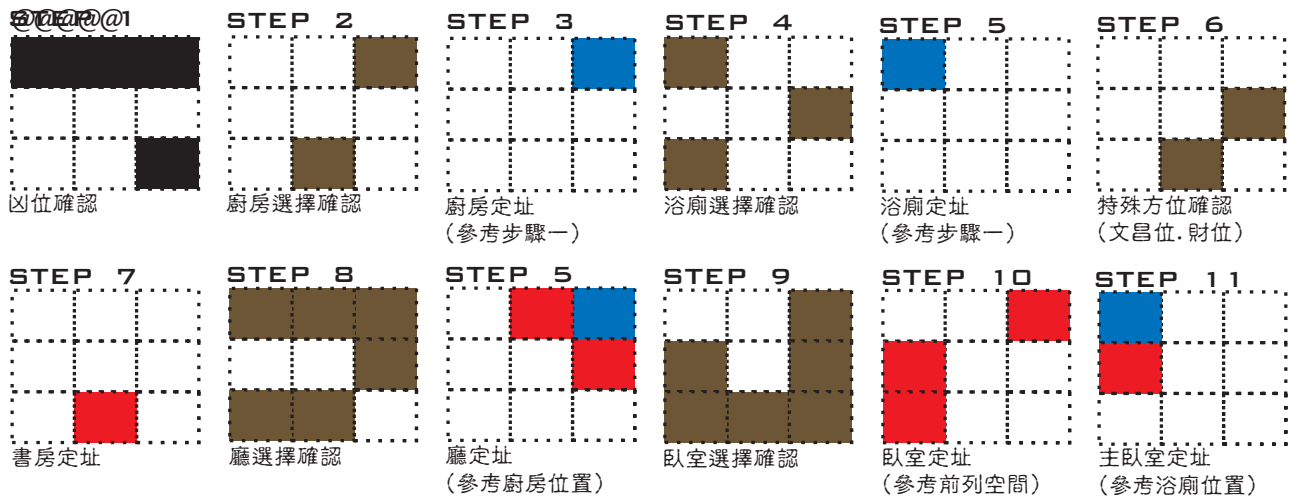 STEP 1
@@@@@
STEP 2
STEP 3
STEP 4
STEP 5
STEP 6
凶位確認
廚房選擇確認
廚房定址
(參考步驟一)
浴廁選擇確認
浴廁定址
(參考步驟一)
特殊方位確認
(文昌位.財位)
STEP 7
STEP 8
STEP 5
STEP 9
STEP 10
STEP 11
書房定址
廳選擇確認
廳定址
(參考廚房位置)
臥室選擇確認
臥室定址
(參考前列空間)
主臥室定址
(參考浴廁位置)